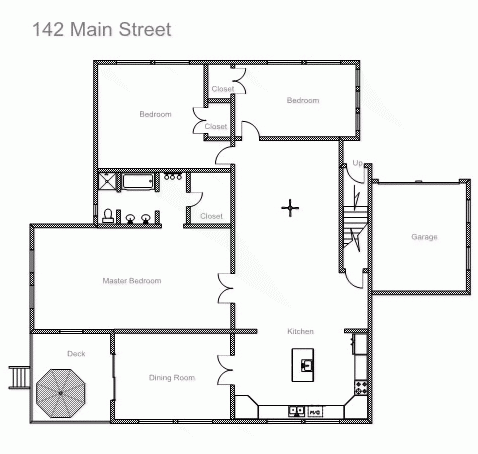 142 Main Street
Closet
Bedroom
Bedroom
Closet
Up
Closet
Garage
Master Bedroom
Kitchen
Deck
Dining Room